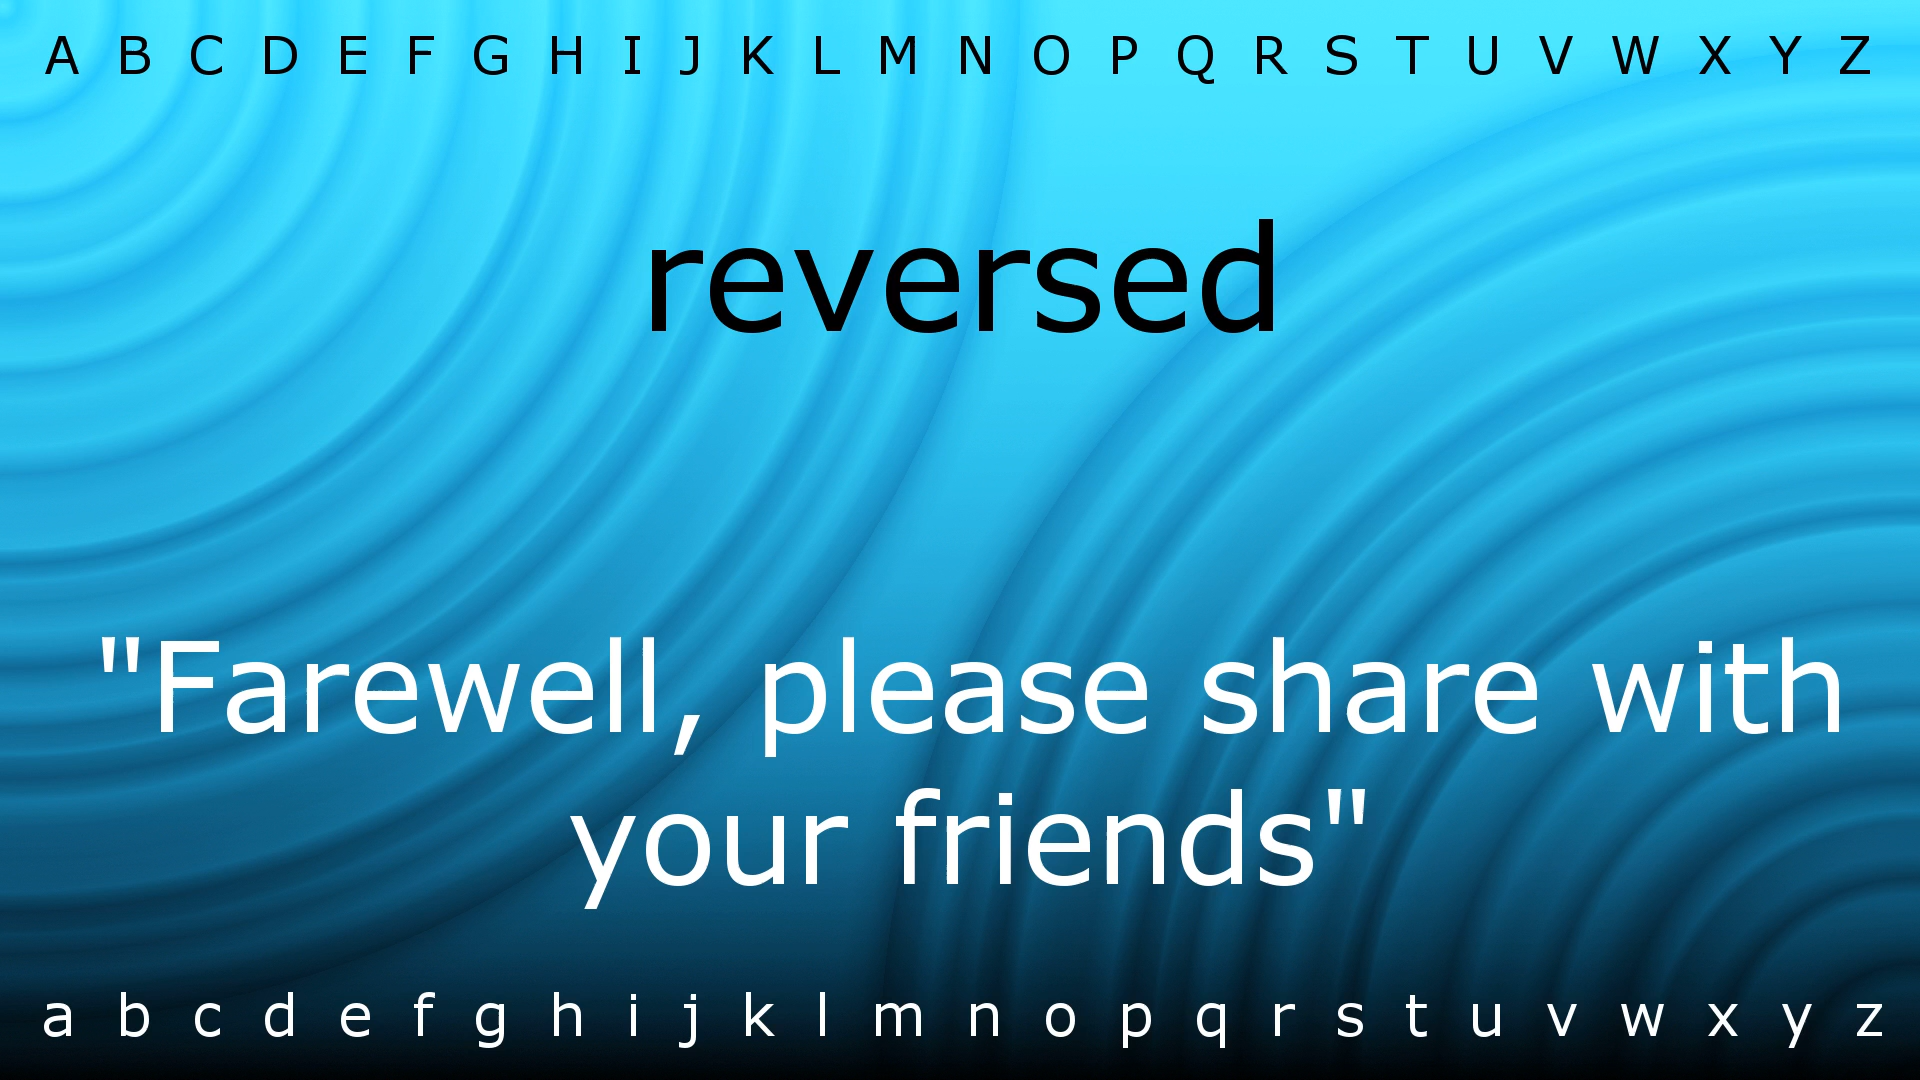 A B C D E F G H I J K L M N O P Q R S T U V W X Y Z
reversed
"Farewell, please share with
your friends"
a b c d e f g h i j k l m n o p q r s t u v w x y z